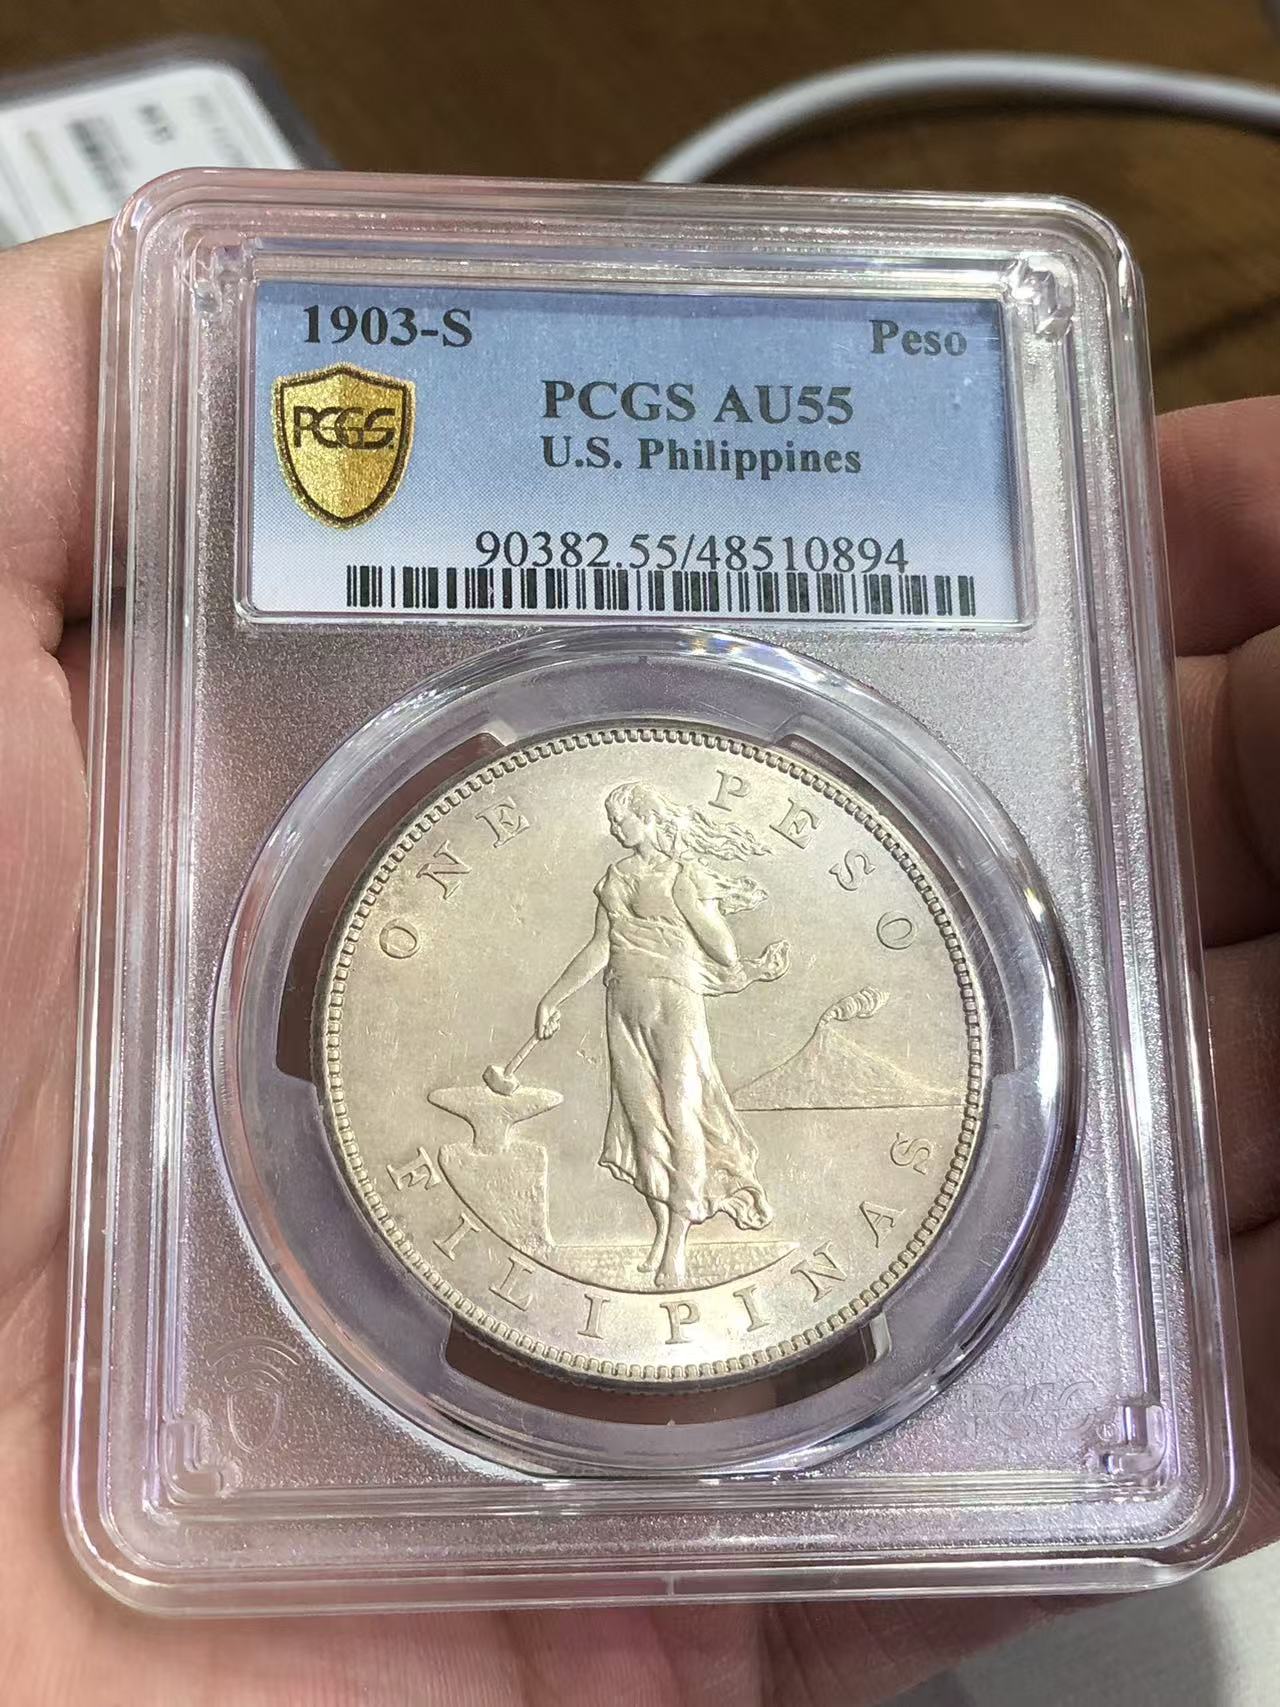 1903-S Peso
PCGS
PCGS AU55
U.S. Philippines
90382.55/48510894
ONE PESO
FILIPINAS